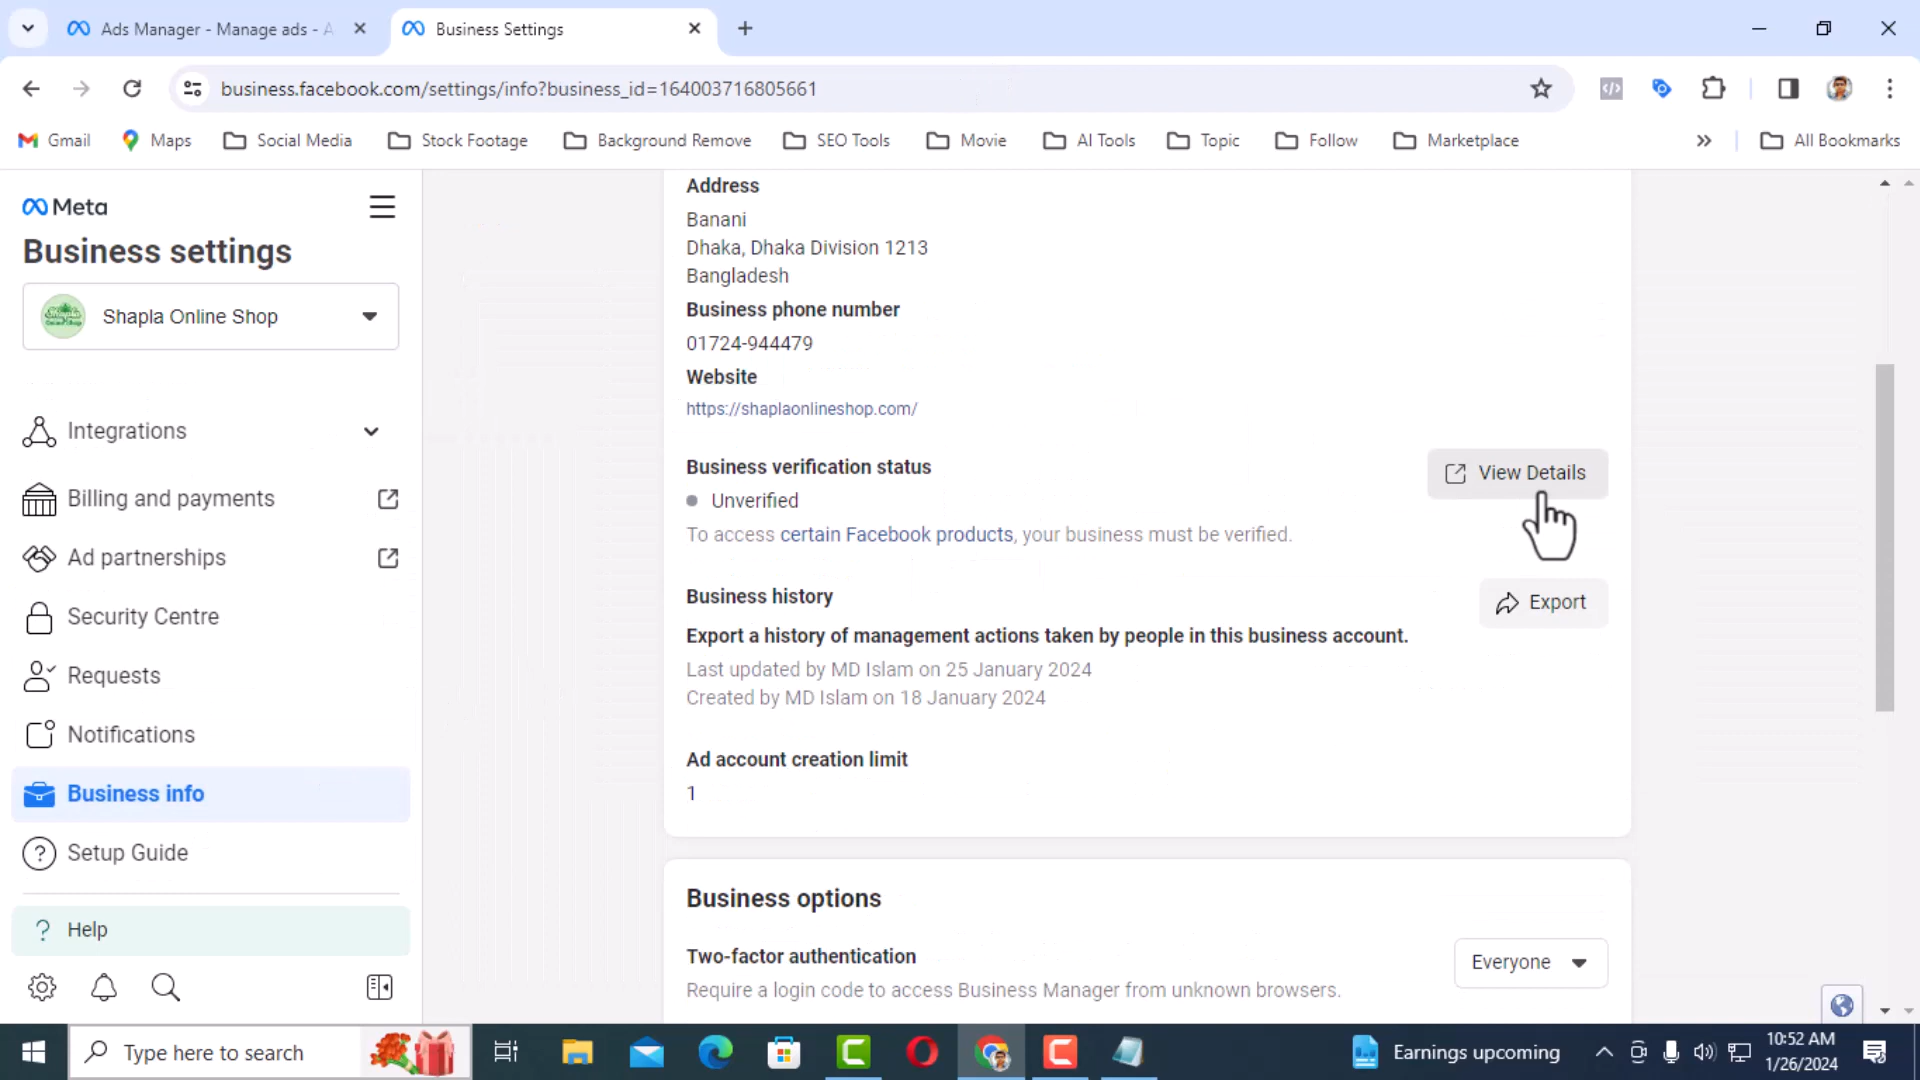 Ads Manager - Manage ads - A
Business Settings
business.facebook.com/settings/info?business_id=164003716805661
Gmail
Maps
Social Media
Stock Footage
Background Remove
SEO Tools
Movie
AI Tools
Topic
Follow
Marketplace
All Bookmarks
Meta
Business settings
Shapla Online Shop
Integrations
Billing and payments
Ad partnerships
Security Centre
Requests
Notifications
Business info
Setup Guide
? Help
Address
Banani
Dhaka, Dhaka Division 1213
Bangladesh
Business phone number
01724-944479
Website
https://shaplaonlineshop.com/
Business verification status
View Details
Unverified
To access certain Facebook products, your business must be verified.
Business history
Export
Export a history of management actions taken by people in this business account.
Last updated by MD Islam on 25 January 2024
Created by MD Islam on 18 January 2024
Ad account creation limit
1
Business options
Two-factor authentication
Everyone
Require a login code to access Business Manager from unknown browsers.
Type here to search
Earnings upcoming
10:52 AM
1/26/2024